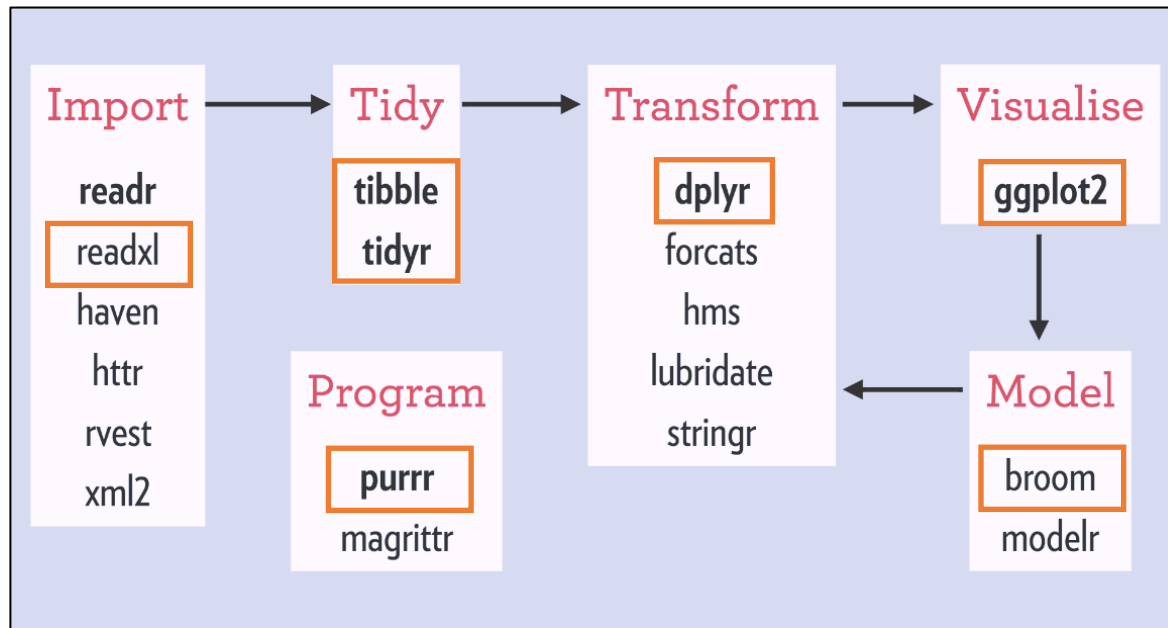 Import
readr
readxl
haven
httr
rvest
xml2
Tidy
tibble
tidyr
Program
purrr
magrittr
Transform
dplyr
forcats
hms
lubridate
stringr
Visualise
ggplot2
Model
broom
modelr